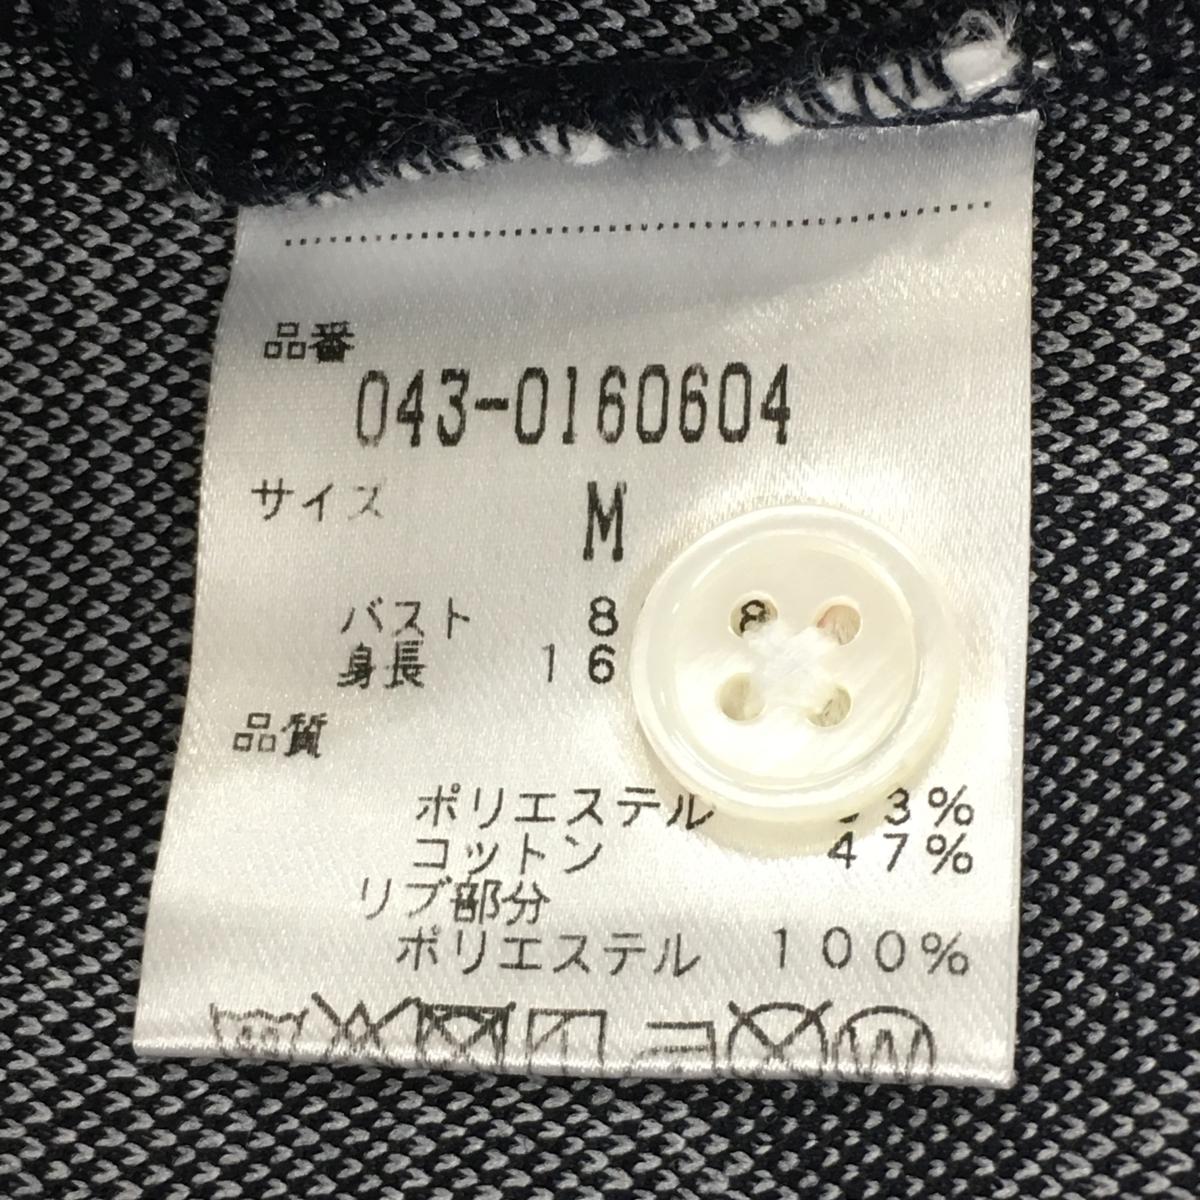 品番
043-0160604
サイズ M
バスト 8 8
身長 16
品質
ポリエステル 3%
コットン 47%
リブ部分
ポリエステル 100%